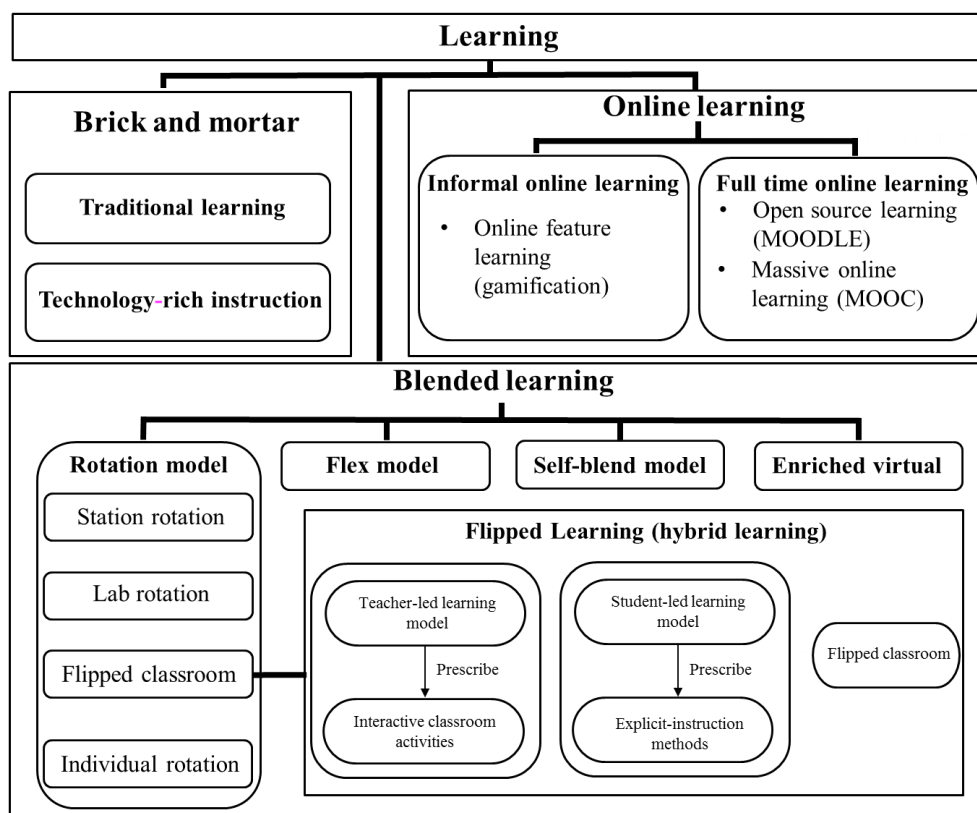 Learning
Brick and mortar
Traditional learning
Technology-rich instruction
Online learning
Informal online learning
• Online feature
learning
(gamification)
Full time online learning
• Open source learning
(MOODLE)
• Massive online
learning (MOOC)
Blended learning
Rotation model
Station rotation
Lab rotation
Flipped classroom
Individual rotation
Flex model
Self-blend model
Enriched virtual
Flipped Learning (hybrid learning)
Teacher-led learning
model
Prescribe
Interactive classroom
activities
Student-led learning
model
Prescribe
Explicit-instruction
methods
Flipped classroom